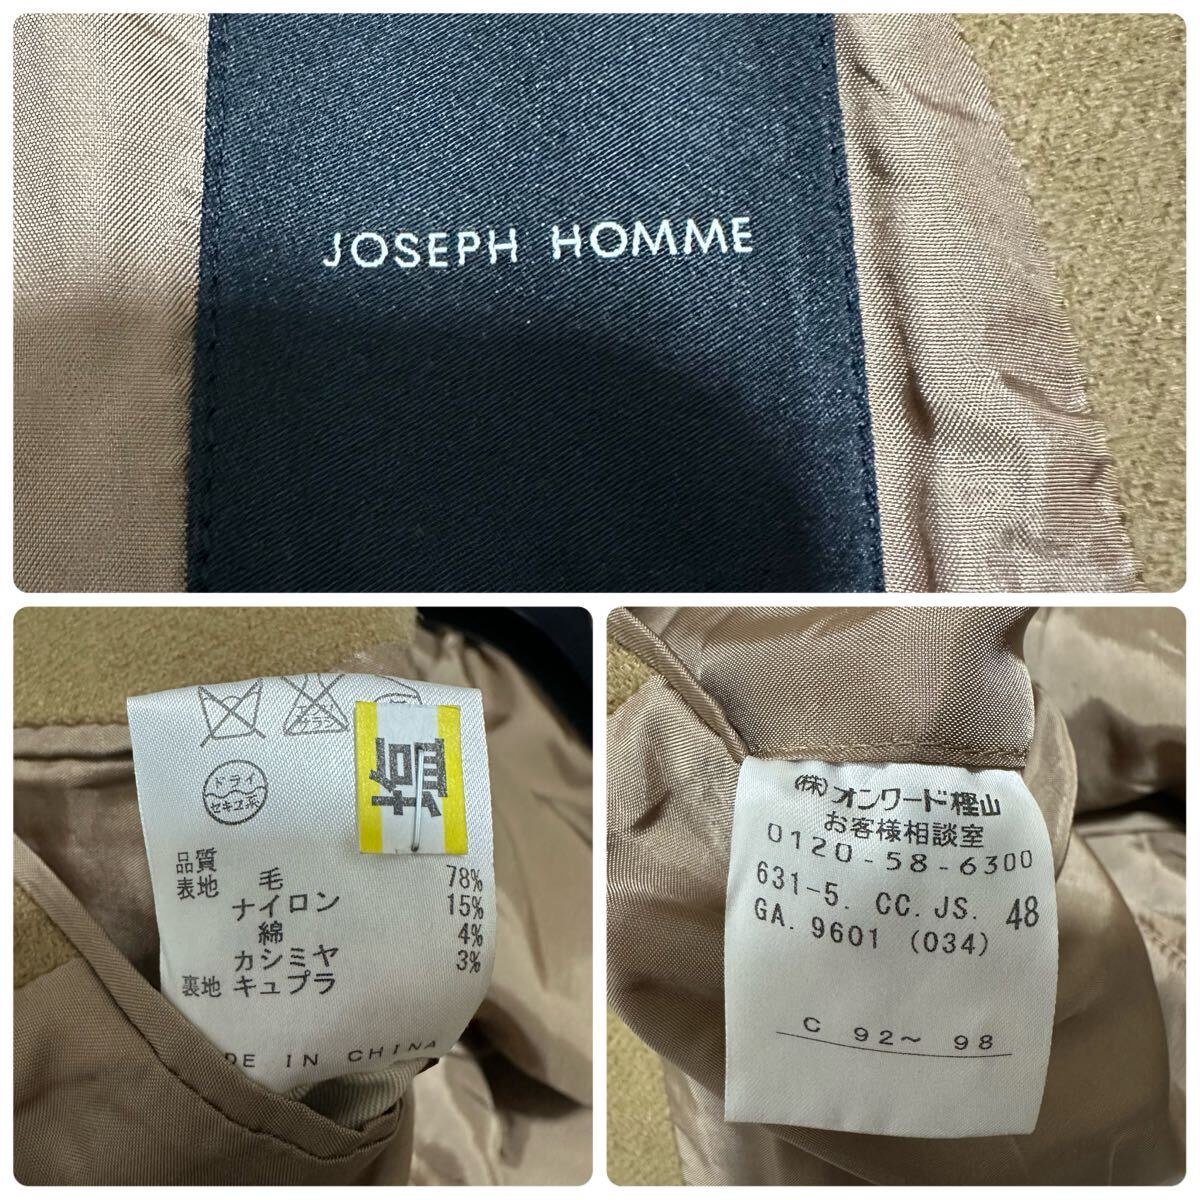 JOSEPH HOMME
ドライ
セキユ系
品質
表地 毛 78%
ナイロン 15%
綿 4%
カシミヤ 3%
裏地 キュプラ
DE IN CHINA
㈱オンワード樫山
お客様相談室
0120-58-6300
631-5. CC. JS. 48
GA. 9601 (034)
C 92~ 98